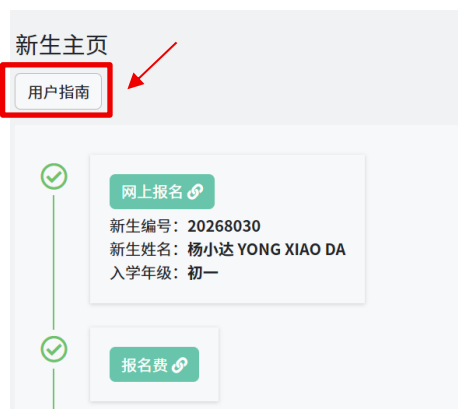 新生主页
用户指南
网上报名
新生编号：20268030
新生姓名：杨小达 YONG XIAO DA
入学年级：初一
报名费